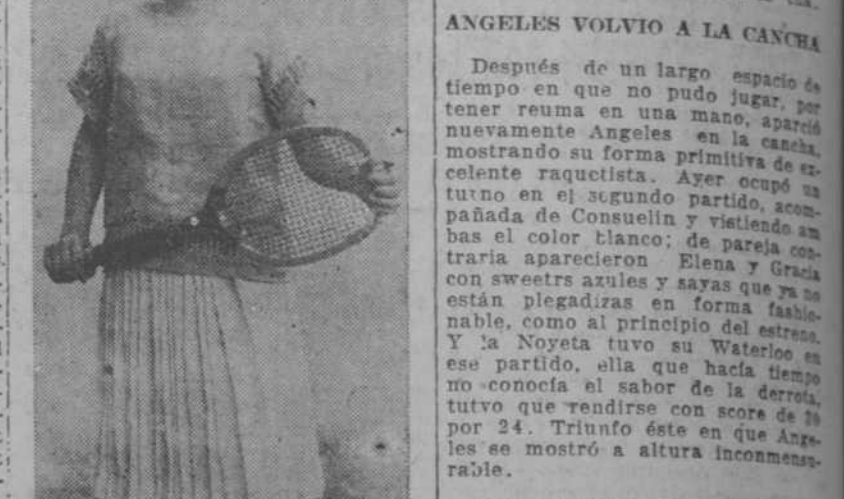 ANGELES VOLVIO A LA CANCHA
Después de un largo espacio de
tiempo en que no pudo jugar, por
tener reuma en una mano, apareció
nuevamente Angeles en la cancha,
mostrando su forma primitiva de ex-
celente raquctista. Ayer ocupó un
turno en el segundo partido, acom-
pañada de Consuelin y vistiendo am
bas el color blanco; de pareja con-
traria aparecieron Elena y Gracia
con sweetrs azules y sayas que ya no
están plegadizas en forma fashio-
nable, como al principio del estreno.
Y la Noyeta tuvo su Waterloo en
ese partido, ella que hacía tiempo
no conocía el sabor de la derrota,
tutvo que rendirse con score de
por 24. Triunfo éste en que Ange-
les se mostró a altura inconmensu-
rable.